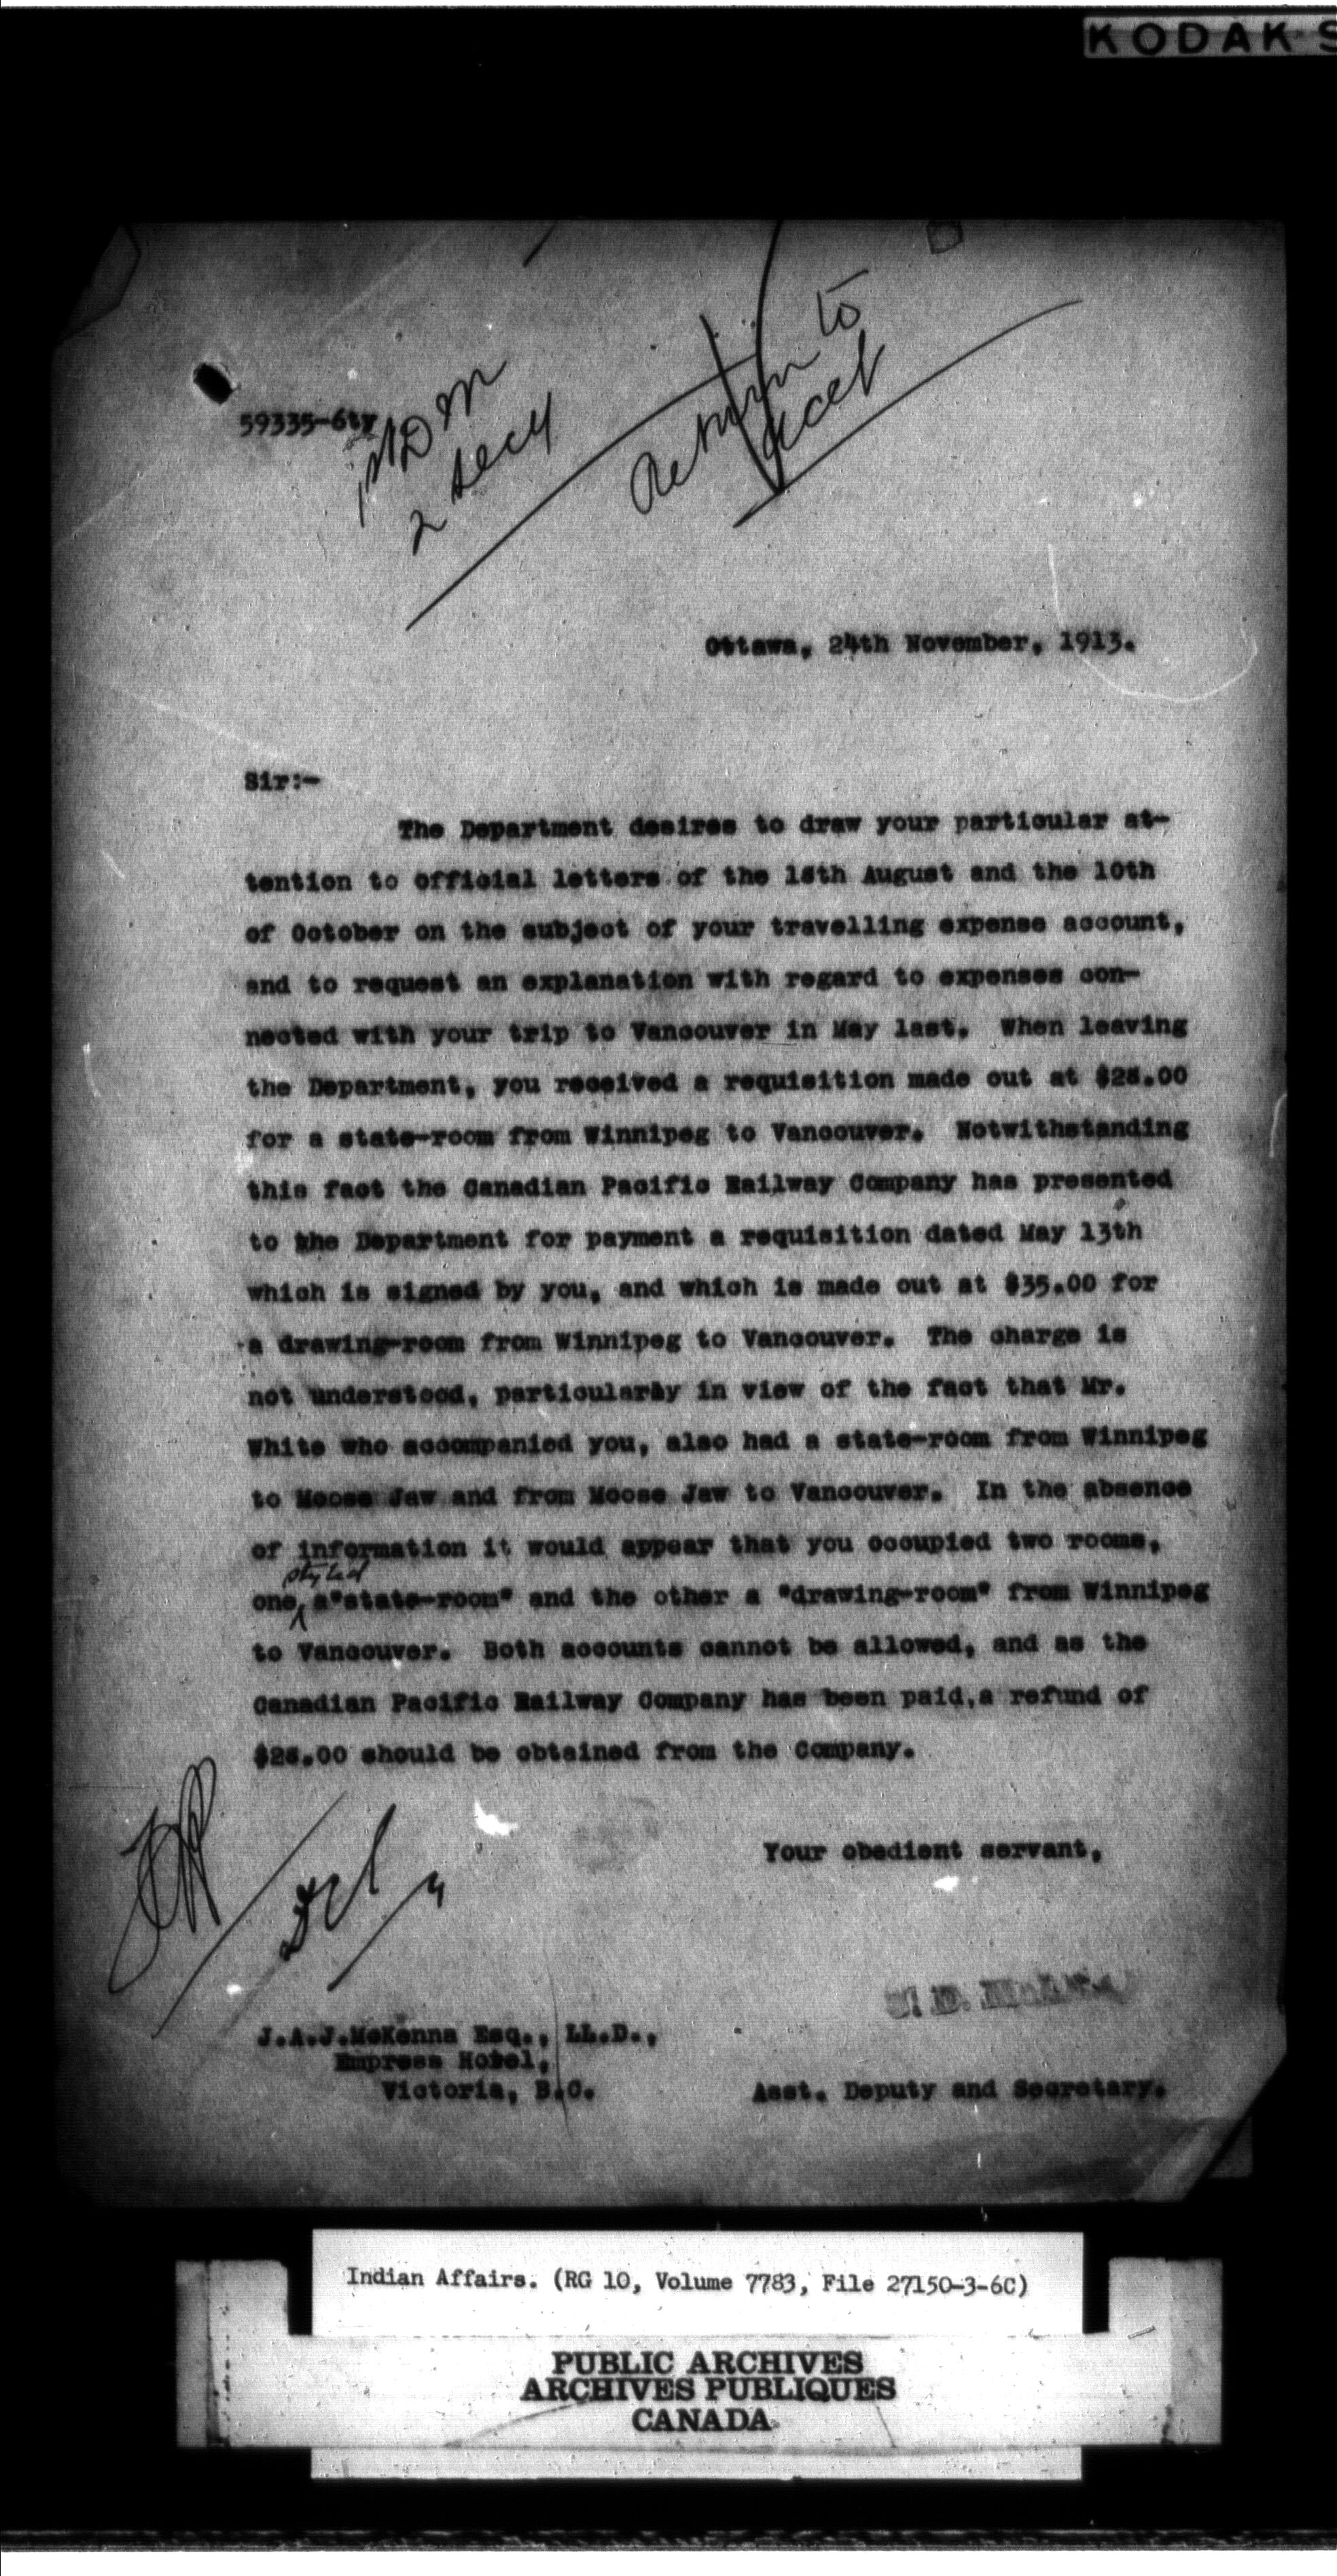 KODAK S
59335-6ty
2 Secy
Return to
Acct
Ottawa, 24th November, 1913.
Sir:-
The Department desires to draw your particular at-
tention to official letters of the 18th August and the 10th
of October on the subject of your travelling expense account,
and to request an explanation with regard to expenses con-
nected with your trip to Vancouver in May last. When leaving
the Department, you received a requisition made out at $28.00
for a state-room from Winnipeg to Vancouver. Notwithstanding
this fact the Canadian Pacific Railway Company has presented
to the Department for payment a requisition dated May 13th
which is signed by you, and which is made out at $35.00 for
a drawing-room from Winnipeg to Vancouver. The charge is
not understood, particularly in view of the fact that Mr.
White who accompanied you, also had a state-room from Winnipeg
to Moose Jaw and from Moose Jaw to Vancouver. In the absence
of information it would appear that you occupied two rooms,
styled
one, a "state-room" and the other a "drawing-room" from Winnipeg
to Vancouver. Both accounts cannot be allowed, and as the
Canadian Pacific Railway Company has been paid, a refund of
$28.00 should be obtained from the Company.
Your obedient servant,
J.A.J.McKenna Esq., LL.D.,
Empress Hotel,
Victoria, B.C.
Asst. Deputy and Secretary.
Indian Affairs. (RG 10, Volume 7783, File 27150-3-6C)
PUBLIC ARCHIVES
ARCHIVES PUBLIQUES
CANADA